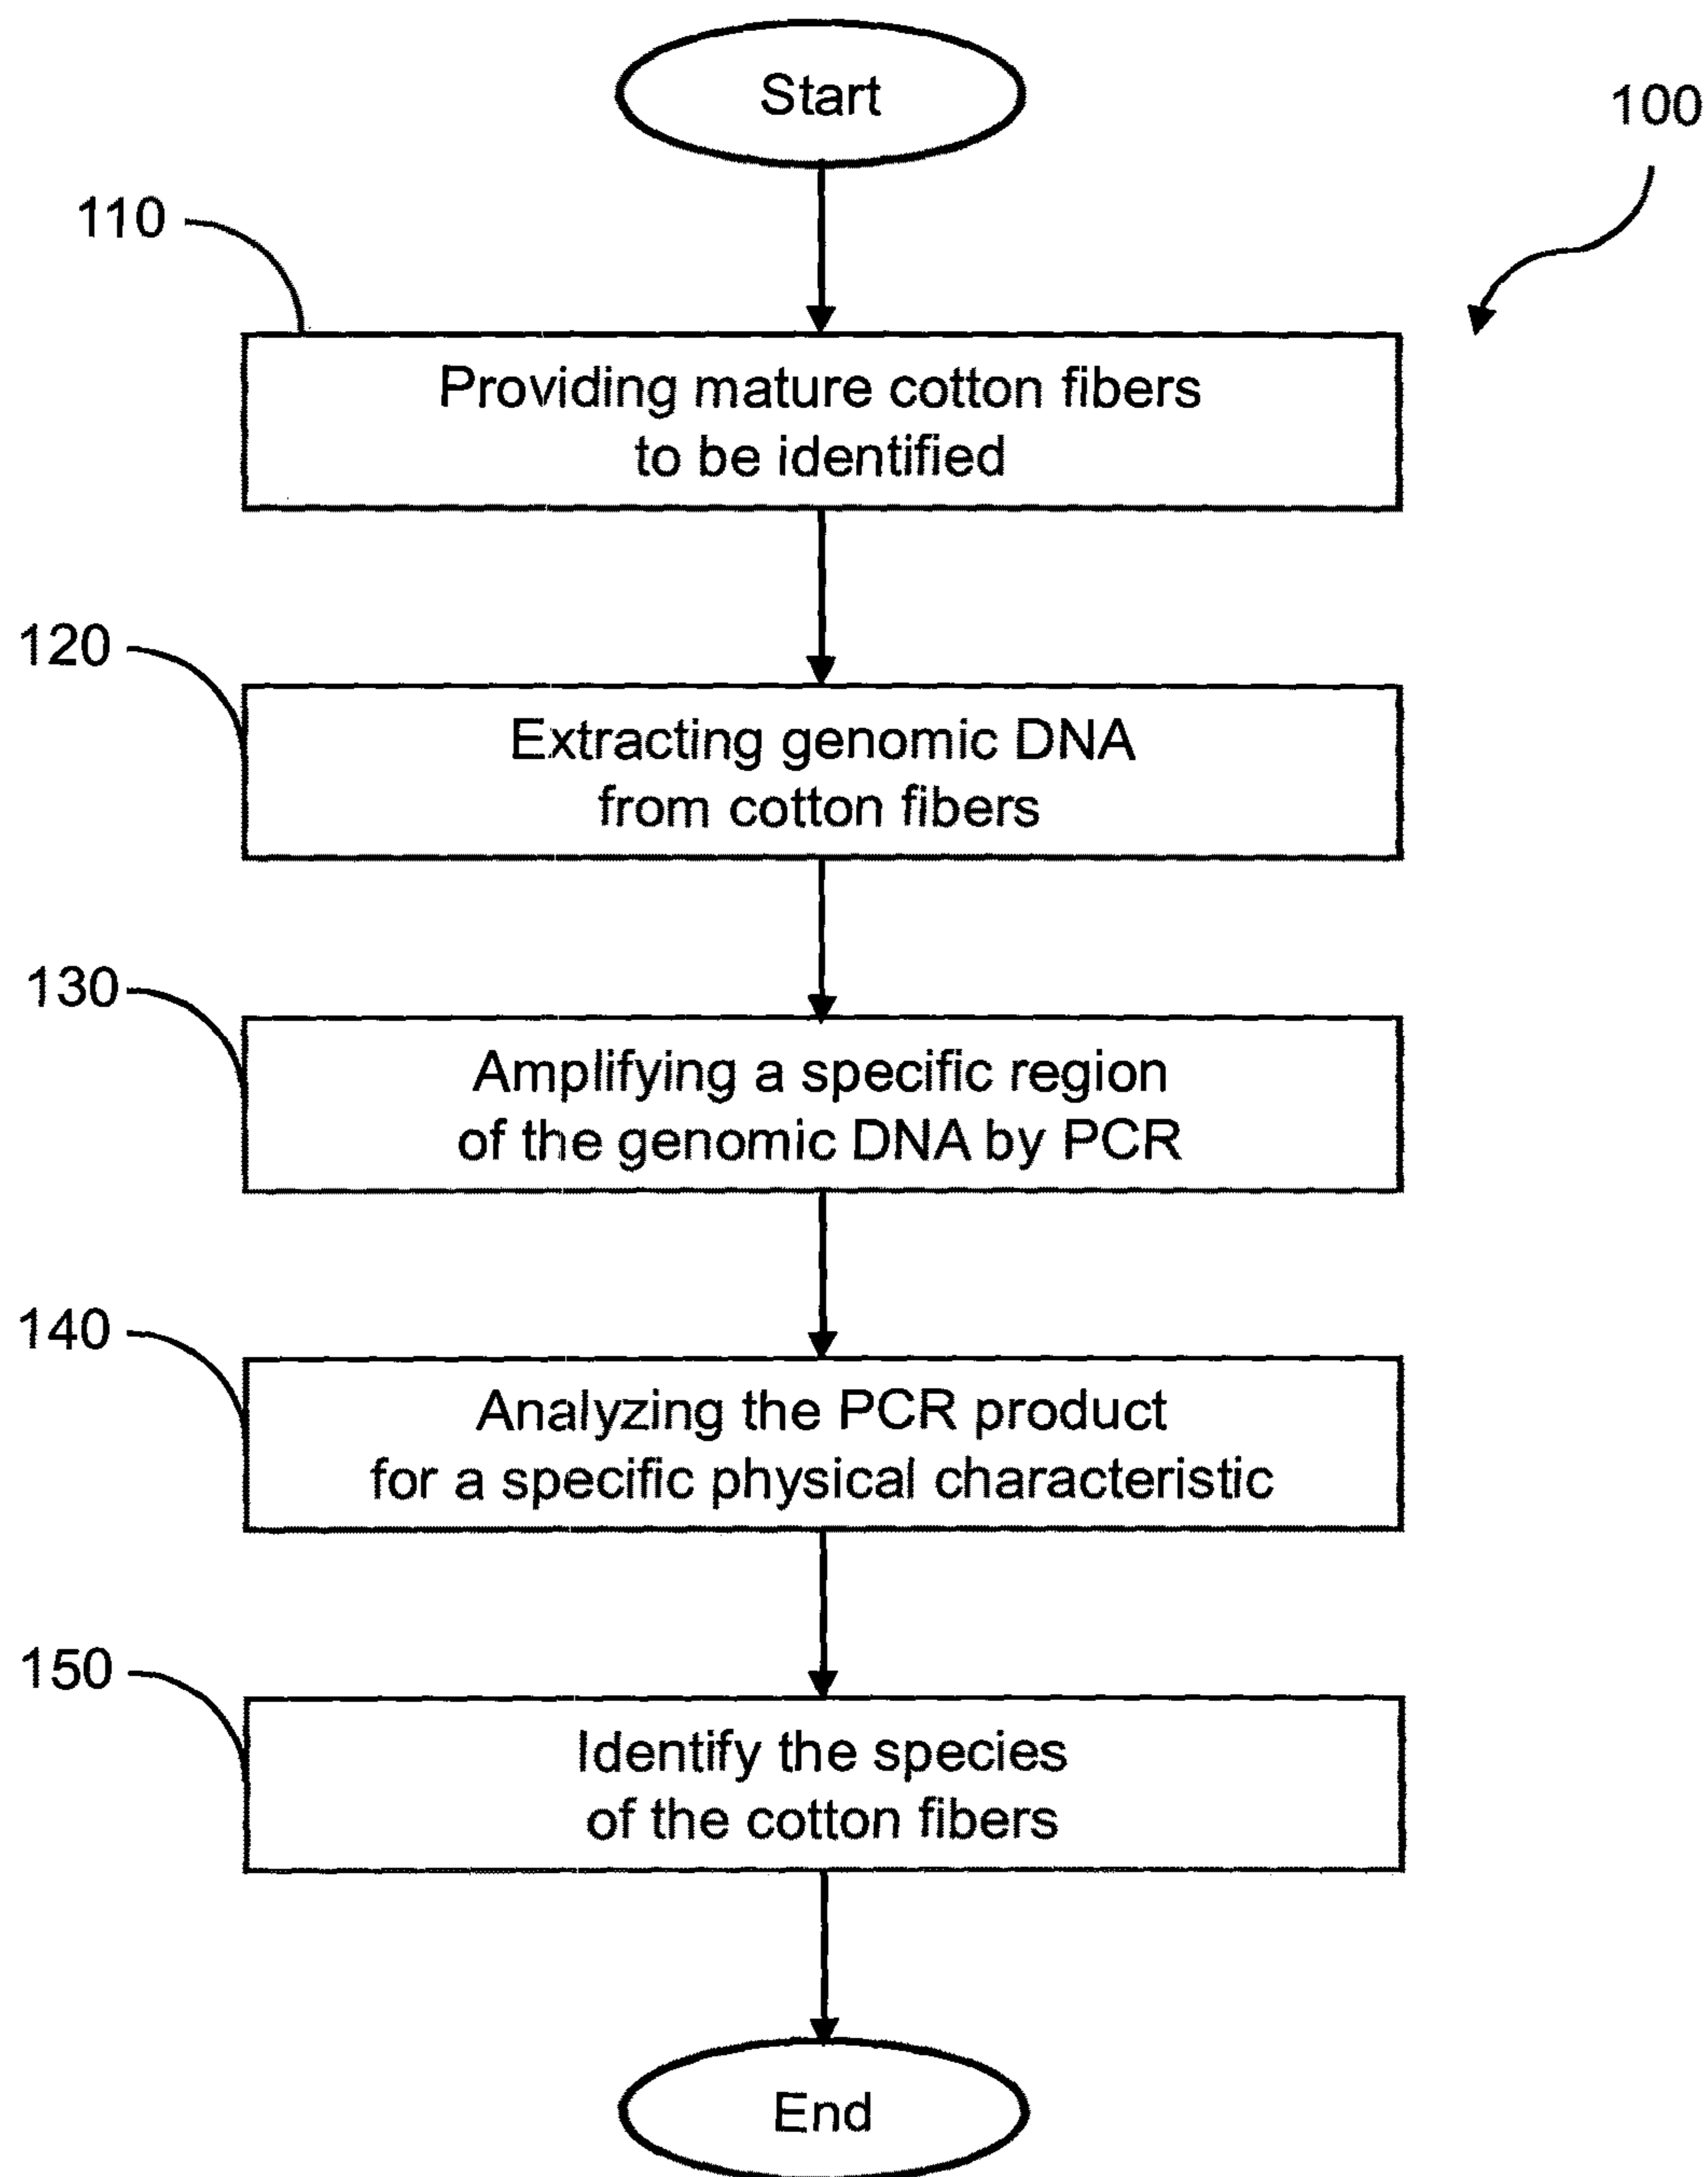 Start
100
110
Providing mature cotton fibers
to be identified
120
Extracting genomic DNA
from cotton fibers
130
Amplifying a specific region
of the genomic DNA by PCR
140
Analyzing the PCR product
for a specific physical characteristic
150
Identify the species
of the cotton fibers
End